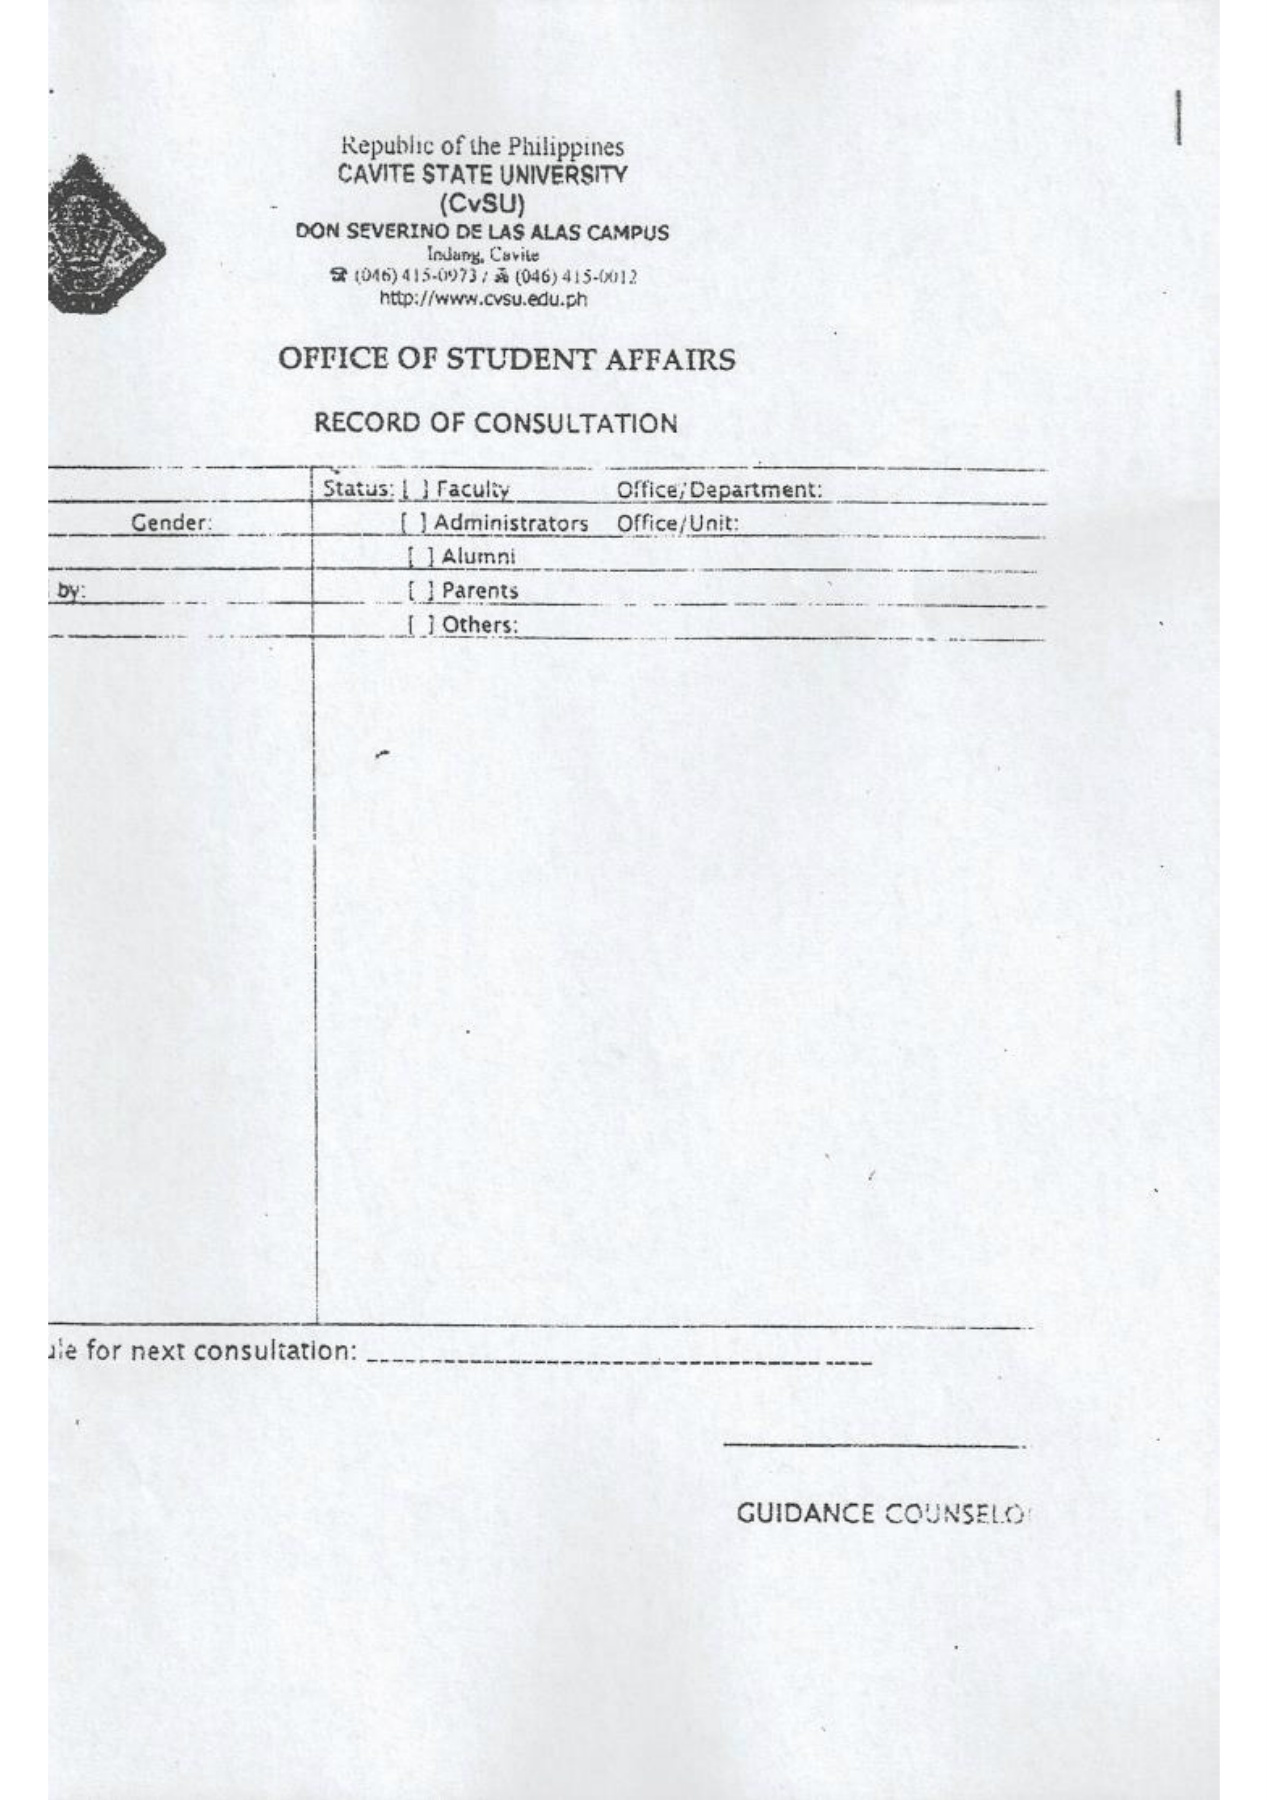 Republic of the Philippines
CAVITE STATE UNIVERSITY
(CvSU)
DON SEVERINO DE LAS ALAS CAMPUS
Indang, Cavite
☎ (046) 415-0973 / (046) 415-0012
http://www.cvsu.edu.ph
OFFICE OF STUDENT AFFAIRS
RECORD OF CONSULTATION
Status: [ ] Faculty Office/Department:
Gender: [ ] Administrators Office/Unit:
[ ] Alumni
by: [ ] Parents
[ ] Others:
for next consultation:
GUIDANCE COUNSELO